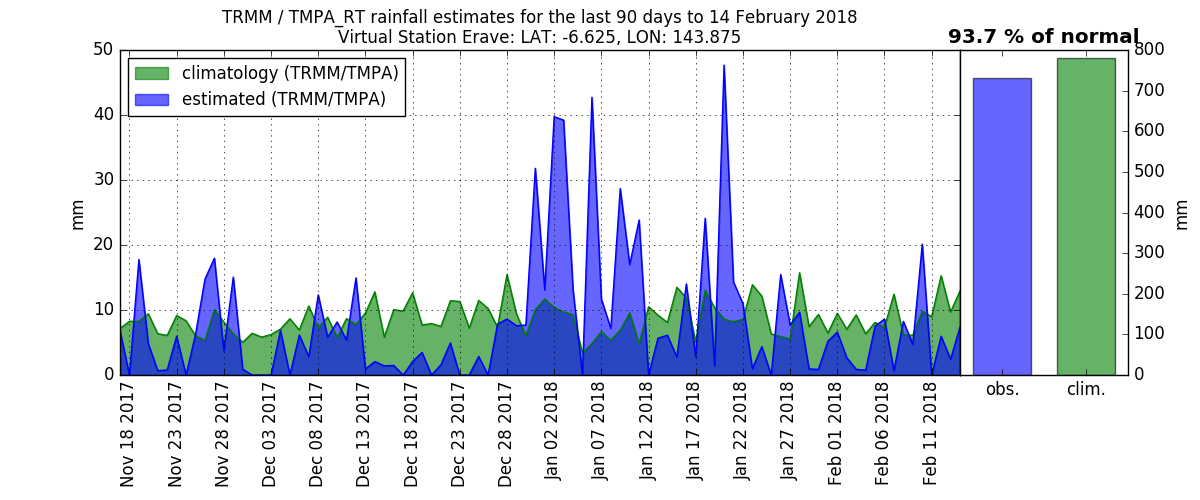 TRMM / TMPA_RT rainfall estimates for the last 90 days to 14 February 2018
Virtual Station Erave: LAT: -6.625, LON: 143.875
93.7 % of normal
climatology (TRMM/TMPA)
estimated (TRMM/TMPA)
50
40
30
20
10
0
mm
Nov 18 2017
Nov 23 2017
Nov 28 2017
Dec 03 2017
Dec 08 2017
Dec 13 2017
Dec 18 2017
Dec 23 2017
Dec 28 2017
Jan 02 2018
Jan 07 2018
Jan 12 2018
Jan 17 2018
Jan 22 2018
Jan 27 2018
Feb 01 2018
Feb 06 2018
Feb 11 2018
obs.
clim.
800
700
600
500
400
300
200
100
0
mm